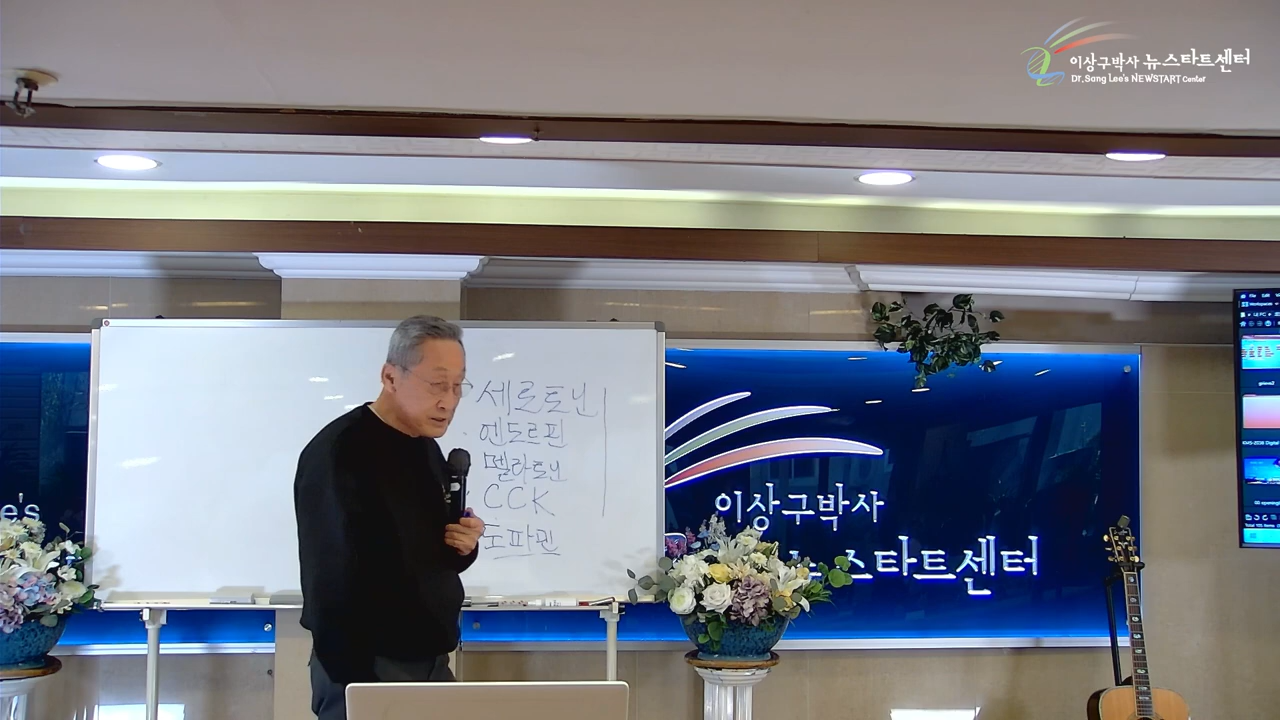 이상구박사 뉴스타트센터
Dr. Sang Lee's NEWSTART Center
세로토닌
엔도르핀
멜라토닌
CCK
도파민
이상구박사
뉴스타트센터
e's